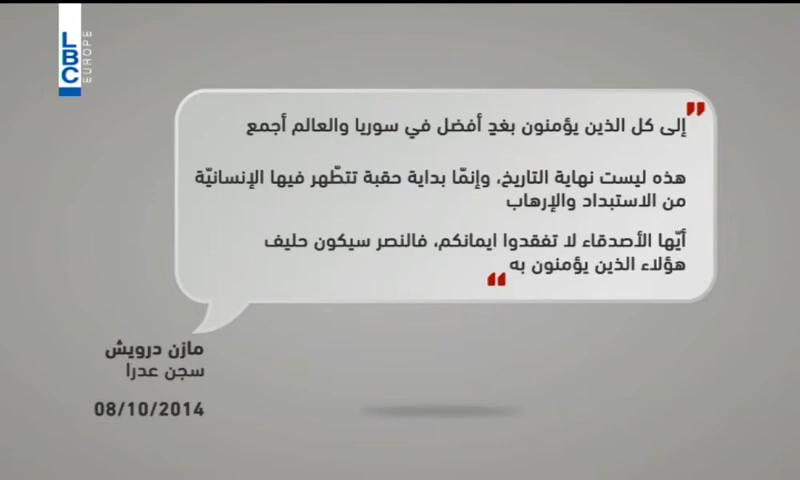 LBC
EUROPE
"إلى كل الذين يؤمنون بغدٍ أفضل في سوريا والعالم أجمع
هذه ليست نهاية التاريخ، وإنمّا بداية حقبة تتطّهر فيها الإنسانيّة
من الاستبداد والإرهاب
أيّها الأصدقاء لا تفقدوا ايمانكم، فالنصر سيكون حليف
هؤلاء الذين يؤمنون به"
مازن درويش
سجن عدرا
08/10/2014